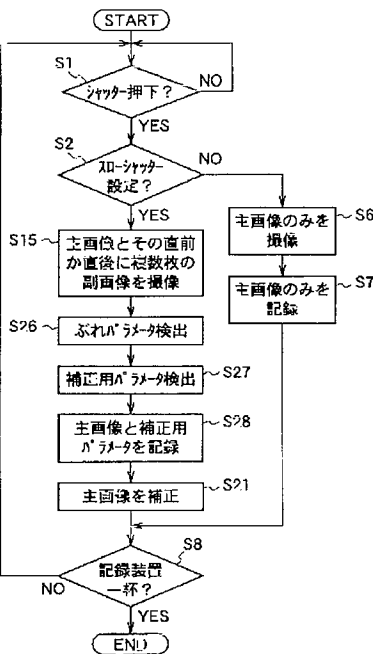 START
S1
シャッター押下?
NO
YES
S2
スローシャッター
設定?
NO
YES
S15
主画像とその直前
か直後に複数枚の
副画像を撮像
S6
主画像のみを
撮像
S7
主画像のみを
記録
S26
ぶれパラメータ検出
補正用パラメータ検出
S27
主画像と補正用
パラメータを記録
S28
主画像を補正
S21
S8
記録装置
一杯?
NO
YES
END